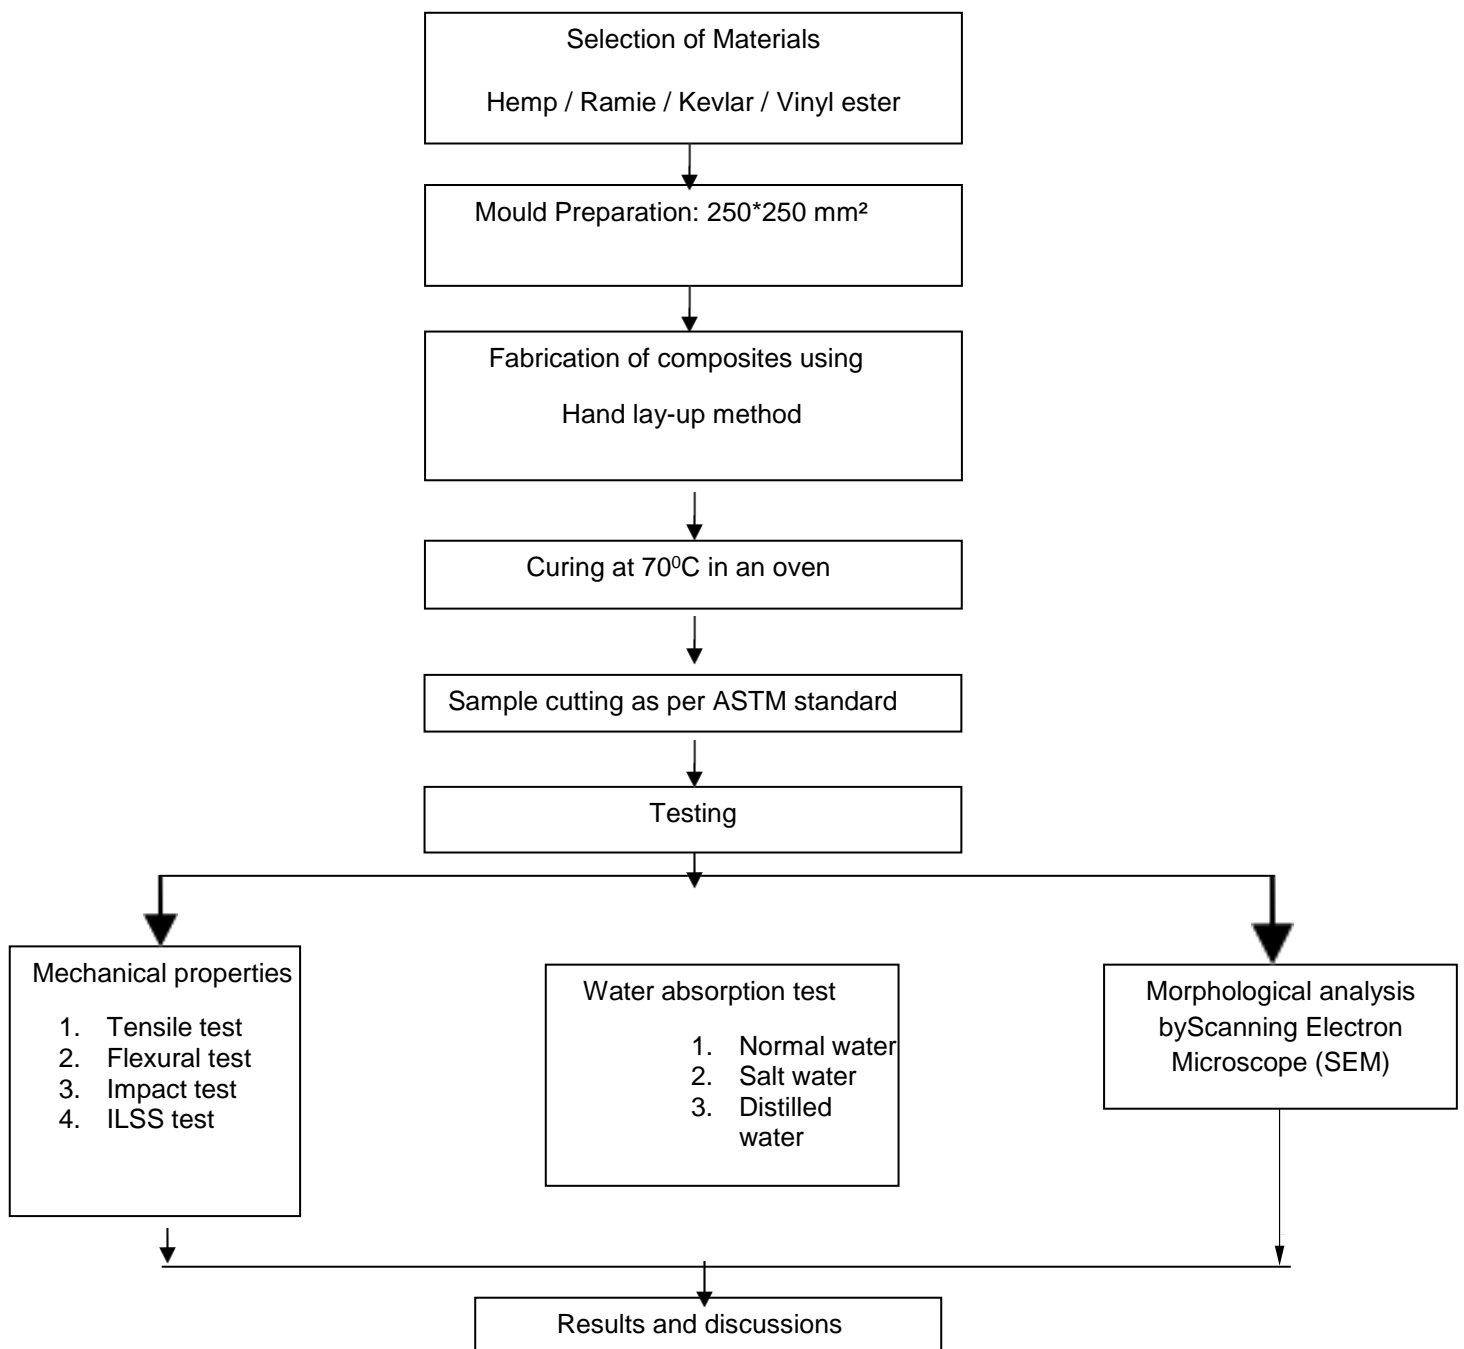 Selection of Materials
Hemp / Ramie / Kevlar / Vinyl ester
Mould Preparation: 250*250 mm²
Fabrication of composites using
Hand lay-up method
Curing at 70⁰C in an oven
Sample cutting as per ASTM standard
Testing
Mechanical properties
1. Tensile test
2. Flexural test
3. Impact test
4. ILSS test
Water absorption test
1. Normal water
2. Salt water
3. Distilled
water
Morphological analysis
byScanning Electron
Microscope (SEM)
Results and discussions